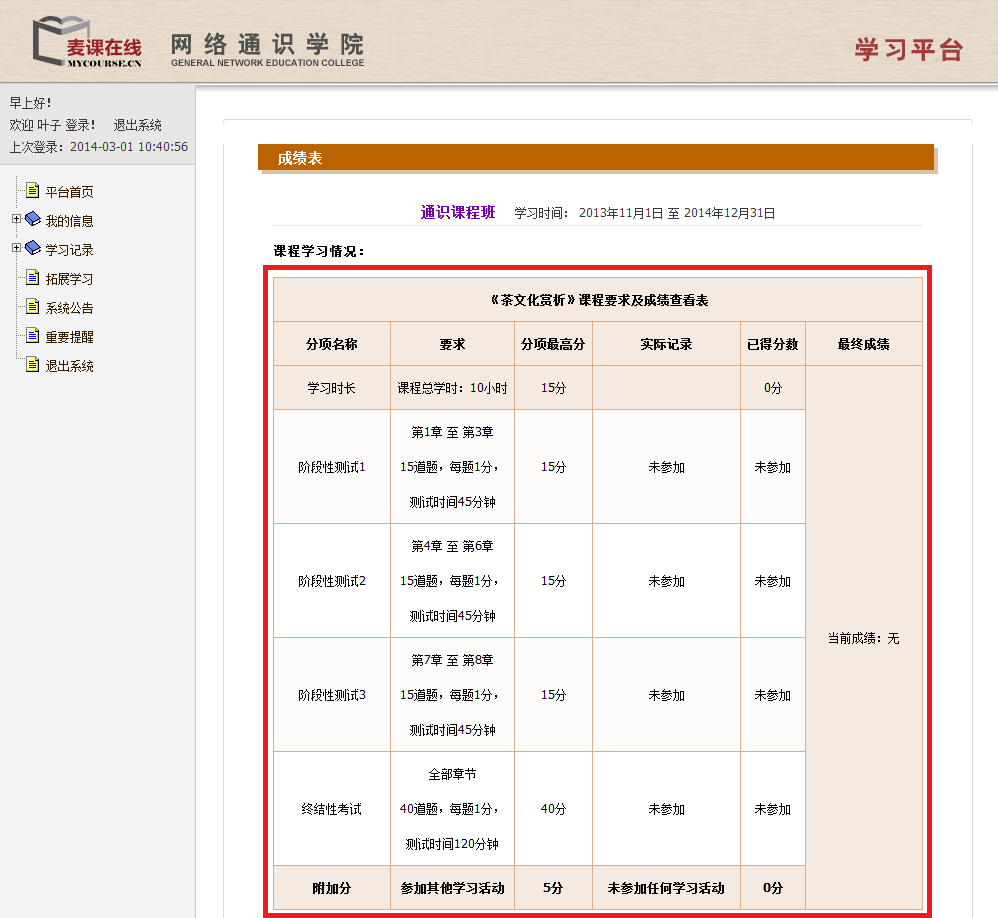 麦课在线
MYCOURSE.CN
网络通识学院
GENERAL NETWORK EDUCATION COLLEGE
学习平台
早上好！
欢迎 叶子 登录！ 退出系统
上次登录：2014-03-01 10:40:56
平台首页
我的信息
学习记录
拓展学习
系统公告
重要提醒
退出系统
成绩表
通识课程班 学习时间： 2013年11月1日 至 2014年12月31日
课程学习情况：
《茶文化赏析》课程要求及成绩查看表
分项名称 要求 分项最高分 实际记录 已得分数 最终成绩
学习时长 课程总学时：10小时 15分 0分
第1章 至 第3章
阶段性测试1 15道题，每题1分， 15分 未参加 未参加
测试时间45分钟
第4章 至 第6章
阶段性测试2 15道题，每题1分， 15分 未参加 未参加
测试时间45分钟
当前成绩：无
第7章 至 第8章
阶段性测试3 15道题，每题1分， 15分 未参加 未参加
测试时间45分钟
全部章节
终结性考试 40道题，每题1分， 40分 未参加 未参加
测试时间120分钟
附加分 参加其他学习活动 5分 未参加任何学习活动 0分